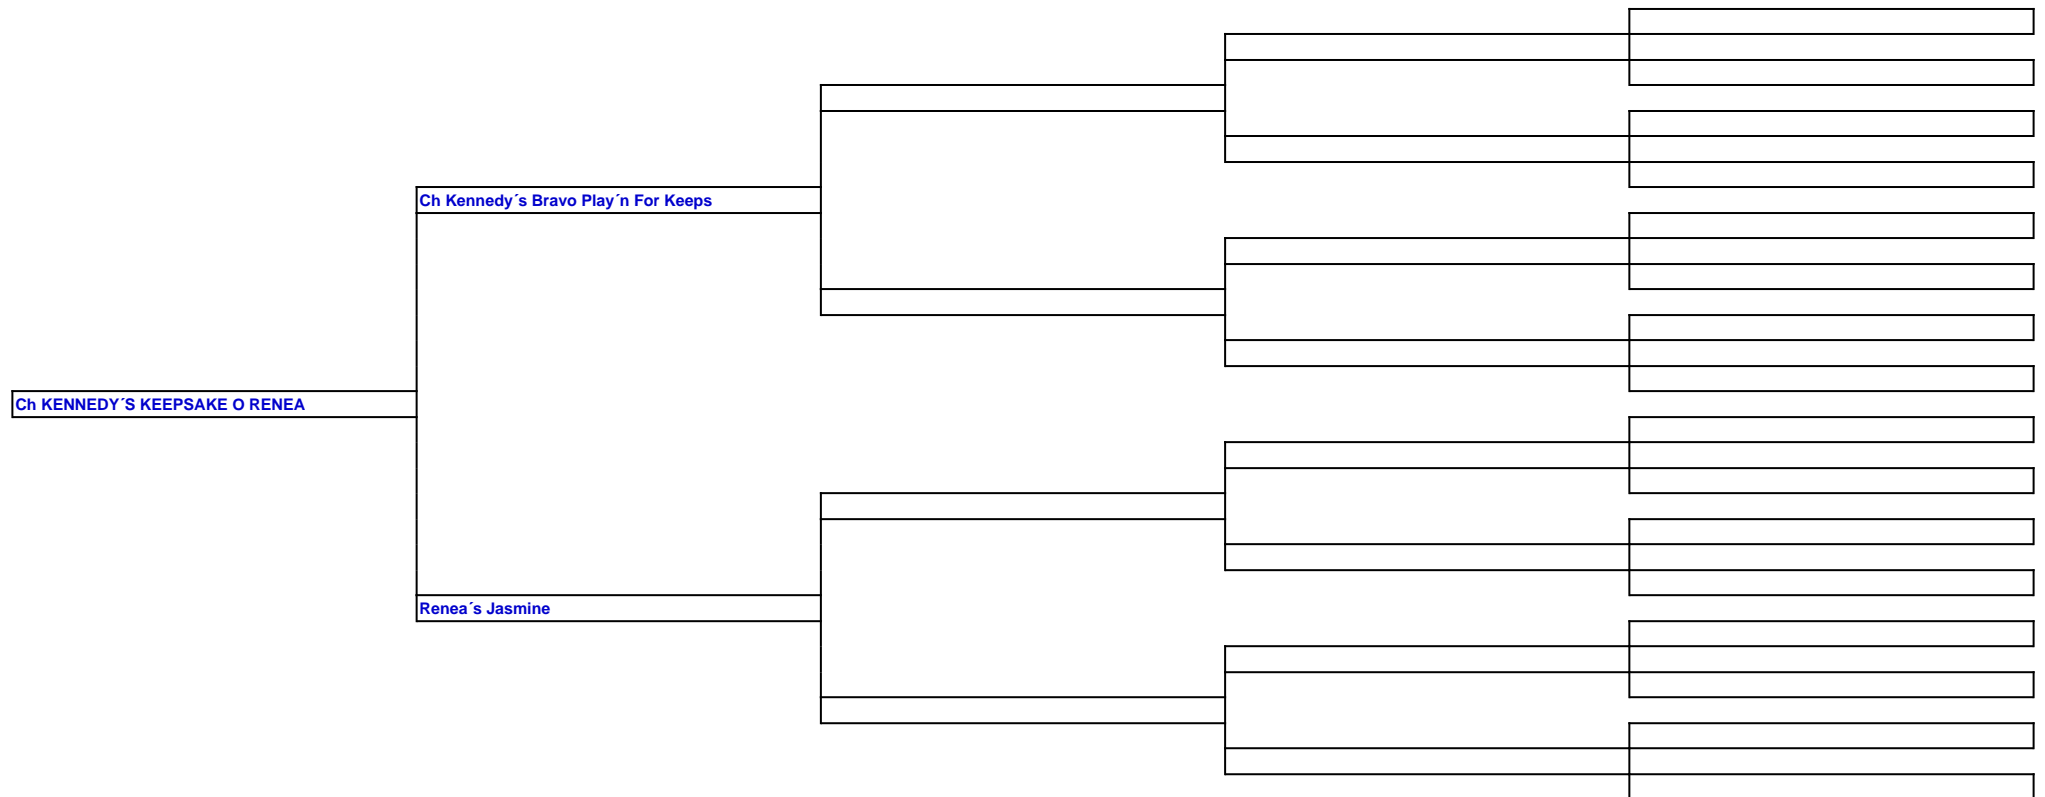 Ch Kennedy´s Bravo Play´n For Keeps
Ch KENNEDY´S KEEPSAKE O RENEA
Renea´s Jasmine